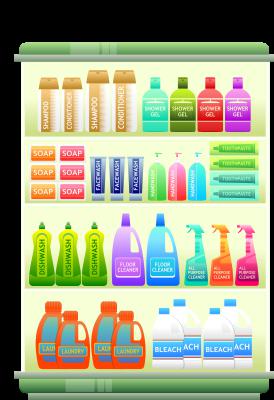 SHAMPOO
CONDITIONER
SHAMPOO
CONDITIONER
SHOWER
GEL
SHOWER
GEL
SHOWER
GEL
SHOWER
GEL
SOAP
SOAP
SOAP
SOAP
SOAP
SOAP
FACEWASH
FACEWASH
FACEWASH
HANDWASH
HANDWASH
HANDWASH
TOOTHPASTE
TOOTHPASTE
TOOTHPASTE
TOOTHPASTE
DISHWASH
DISHWASH
DISHWASH
FLOOR
CLEANER
FLOOR
CLEANER
ALL
PURPOSE
CLEANER
ALL
PURPOSE
CLEANER
ALL
PURPOSE
CLEANER
LAUN
LAUNDRY
LAUN
LAUNDRY
BLEACH
ACH
BLEACH
ACH